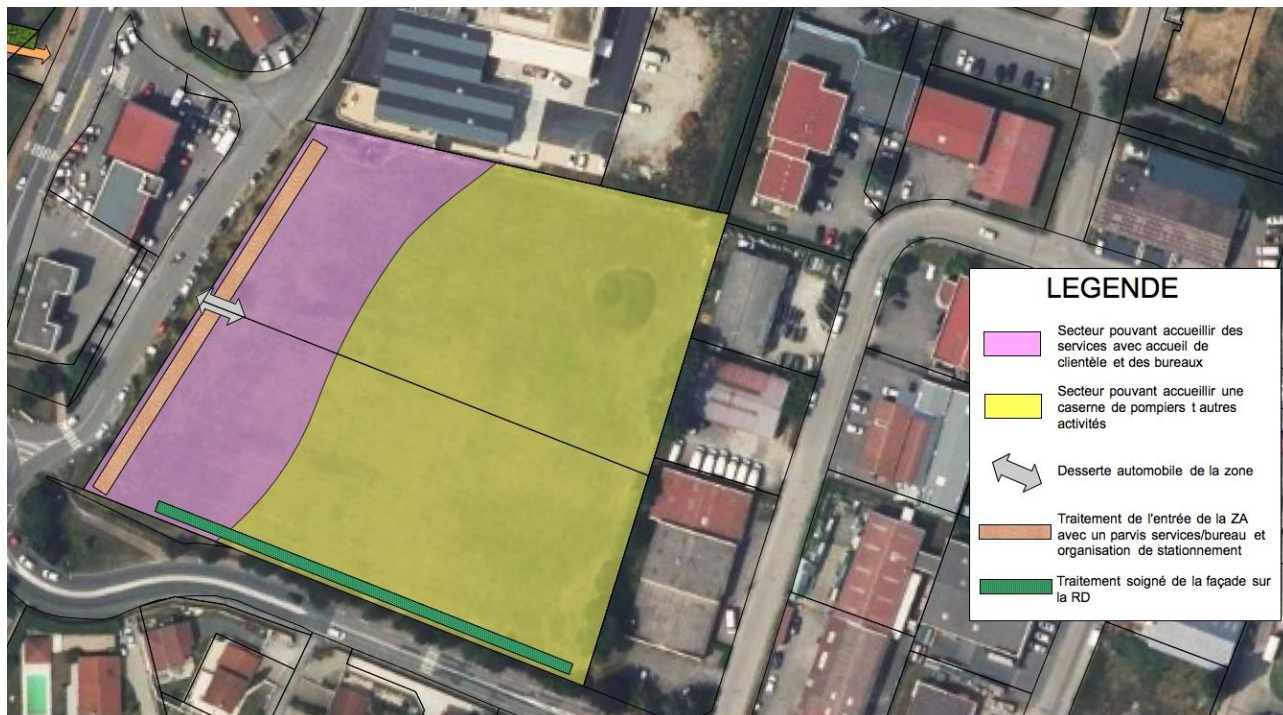 LEGENDE
Secteur pouvant accueillir des
services avec accueil de
clientèle et des bureaux
Secteur pouvant accueillir une
caserne de pompiers t autres
activités
Desserte automobile de la zone
Traitement de l'entrée de la ZA
avec un parvis services/bureau et
organisation de stationnement
Traitement soigné de la façade sur
la RD